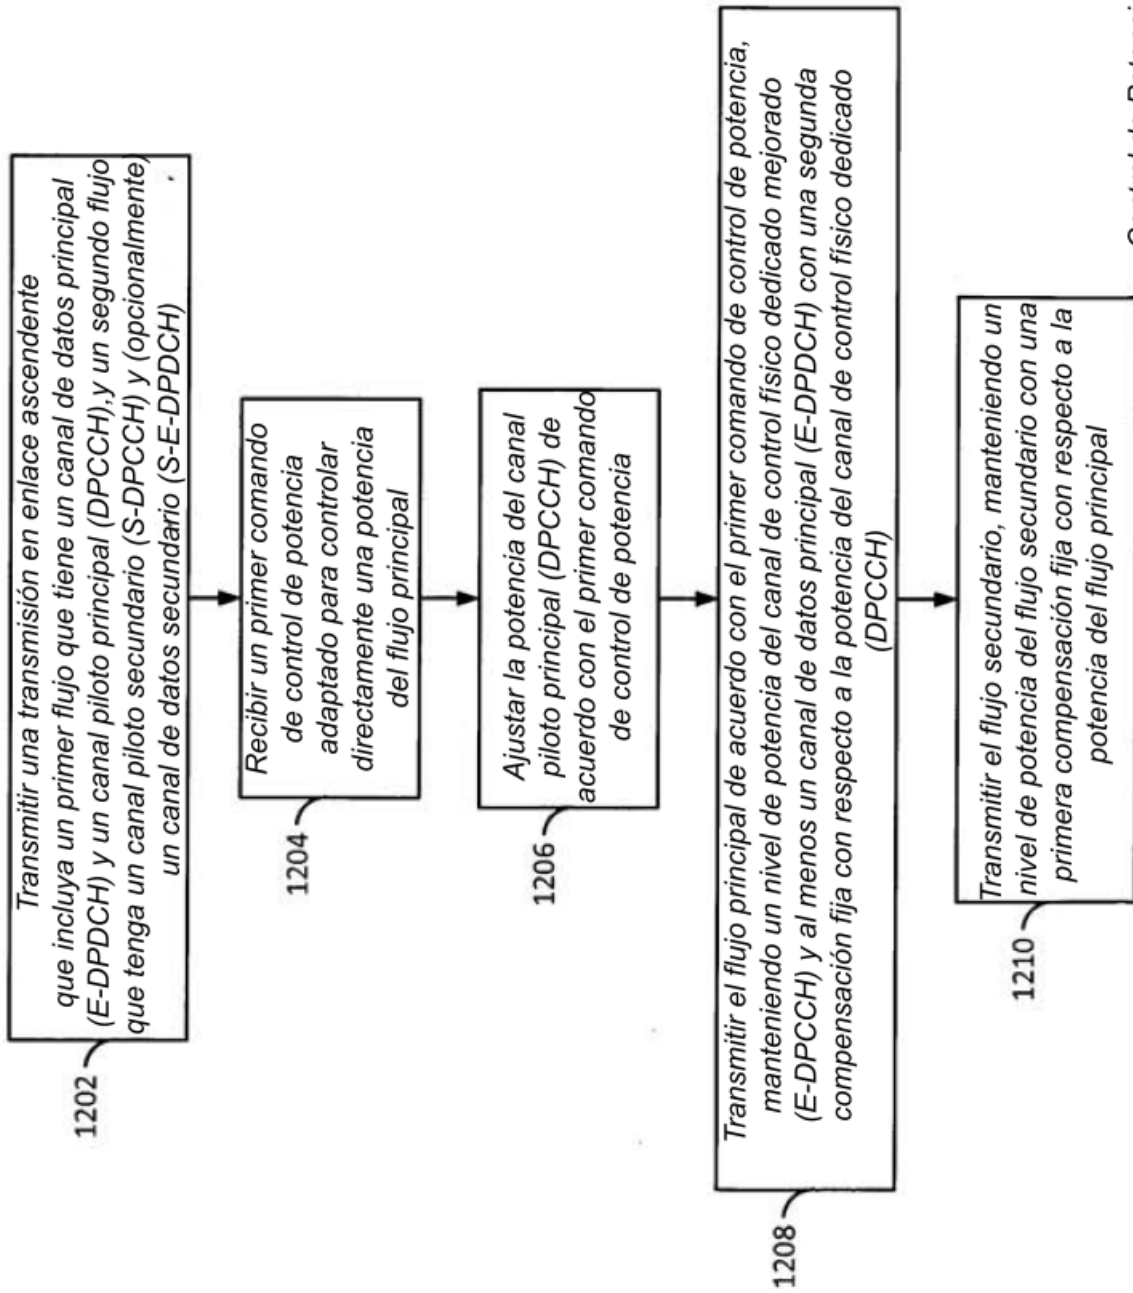 Transmitir una transmisión en enlace ascendente
que incluya un primer flujo que tiene un canal de datos principal
(E-DPDCH) y un canal piloto principal (DPCCH),y un segundo flujo
que tenga un canal piloto secundario (S-DPCCH) y (opcionalmente)
un canal de datos secundario (S-E-DPDCH)
1202
Recibir un primer comando
de control de potencia
adaptado para controlar
directamente una potencia
del flujo principal
1204
Ajustar la potencia del canal
piloto principal (DPCCH) de
acuerdo con el primer comando
de control de potencia
1206
Transmitir el flujo principal de acuerdo con el primer comando de control de potencia,
manteniendo un nivel de potencia del canal de control físico dedicado mejorado
(E-DPCCH) y al menos un canal de datos principal (E-DPDCH) con una segunda
compensación fija con respecto a la potencia del canal de control físico dedicado
(DPCCH)
1208
Transmitir el flujo secundario, manteniendo un
nivel de potencia del flujo secundario con una
primera compensación fija con respecto a la
potencia del flujo principal
1210